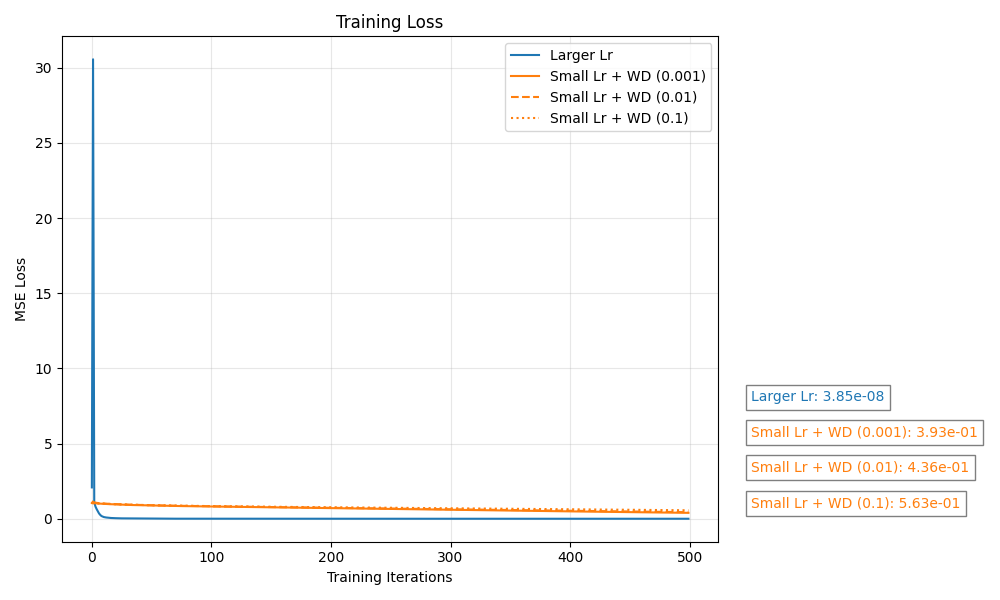 Training Loss
MSE Loss
30
25
20
15
10
5
0
0 100 200 300 400 500
Training Iterations
Larger Lr
Small Lr + WD (0.001)
Small Lr + WD (0.01)
Small Lr + WD (0.1)
Larger Lr: 3.85e-08
Small Lr + WD (0.001): 3.93e-01
Small Lr + WD (0.01): 4.36e-01
Small Lr + WD (0.1): 5.63e-01